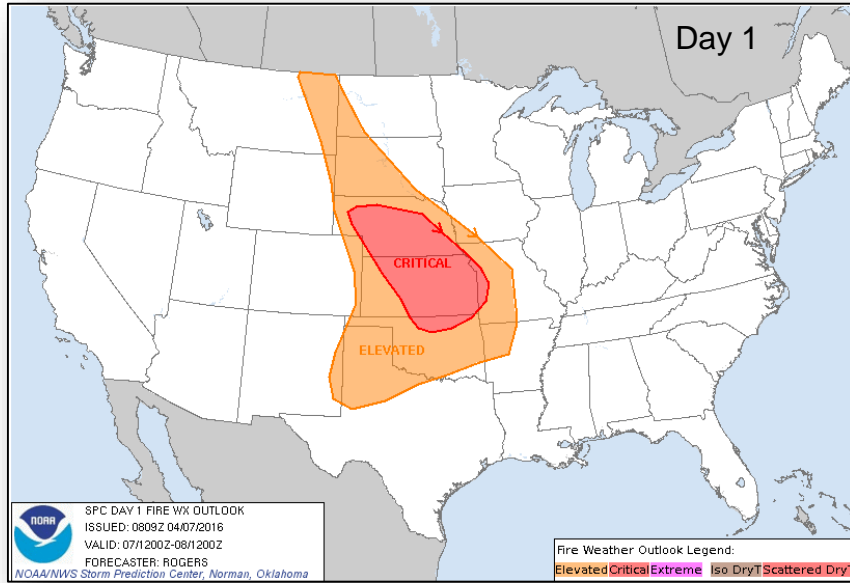 Day 1
CRITICAL
ELEVATED
NOAA
SPC DAY 1 FIRE WX OUTLOOK
ISSUED: 0809Z 04/07/2016
VALID: 07/1200Z-08/1200Z
FORECASTER: ROGERS
NOAA/NWS Storm Prediction Center, Norman, Oklahoma
Fire Weather Outlook Legend:
Elevated Critical Extreme Iso DryT Scattered DryT